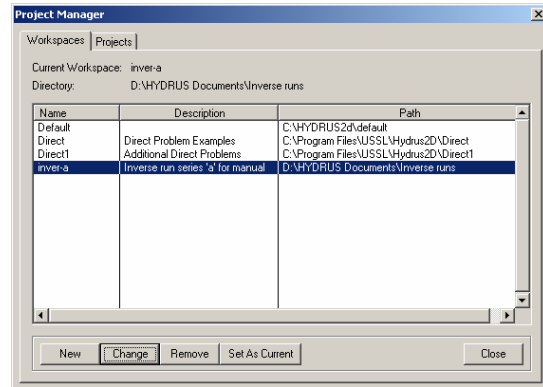 Project Manager
Workspaces Projects
Current Workspace: inver-a
Directory: D:\HYDRUS Documents\Inverse runs
Name Description Path
Default C:\HYDRUS2d\default
Direct Direct Problem Examples C:\Program Files\USSL\Hydrus2D\Direct
Direct1 Additional Direct Problems C:\Program Files\USSL\Hydrus2D\Direct1
inver-a Inverse run series 'a' for manual D:\HYDRUS Documents\Inverse runs
New Change Remove Set As Current Close